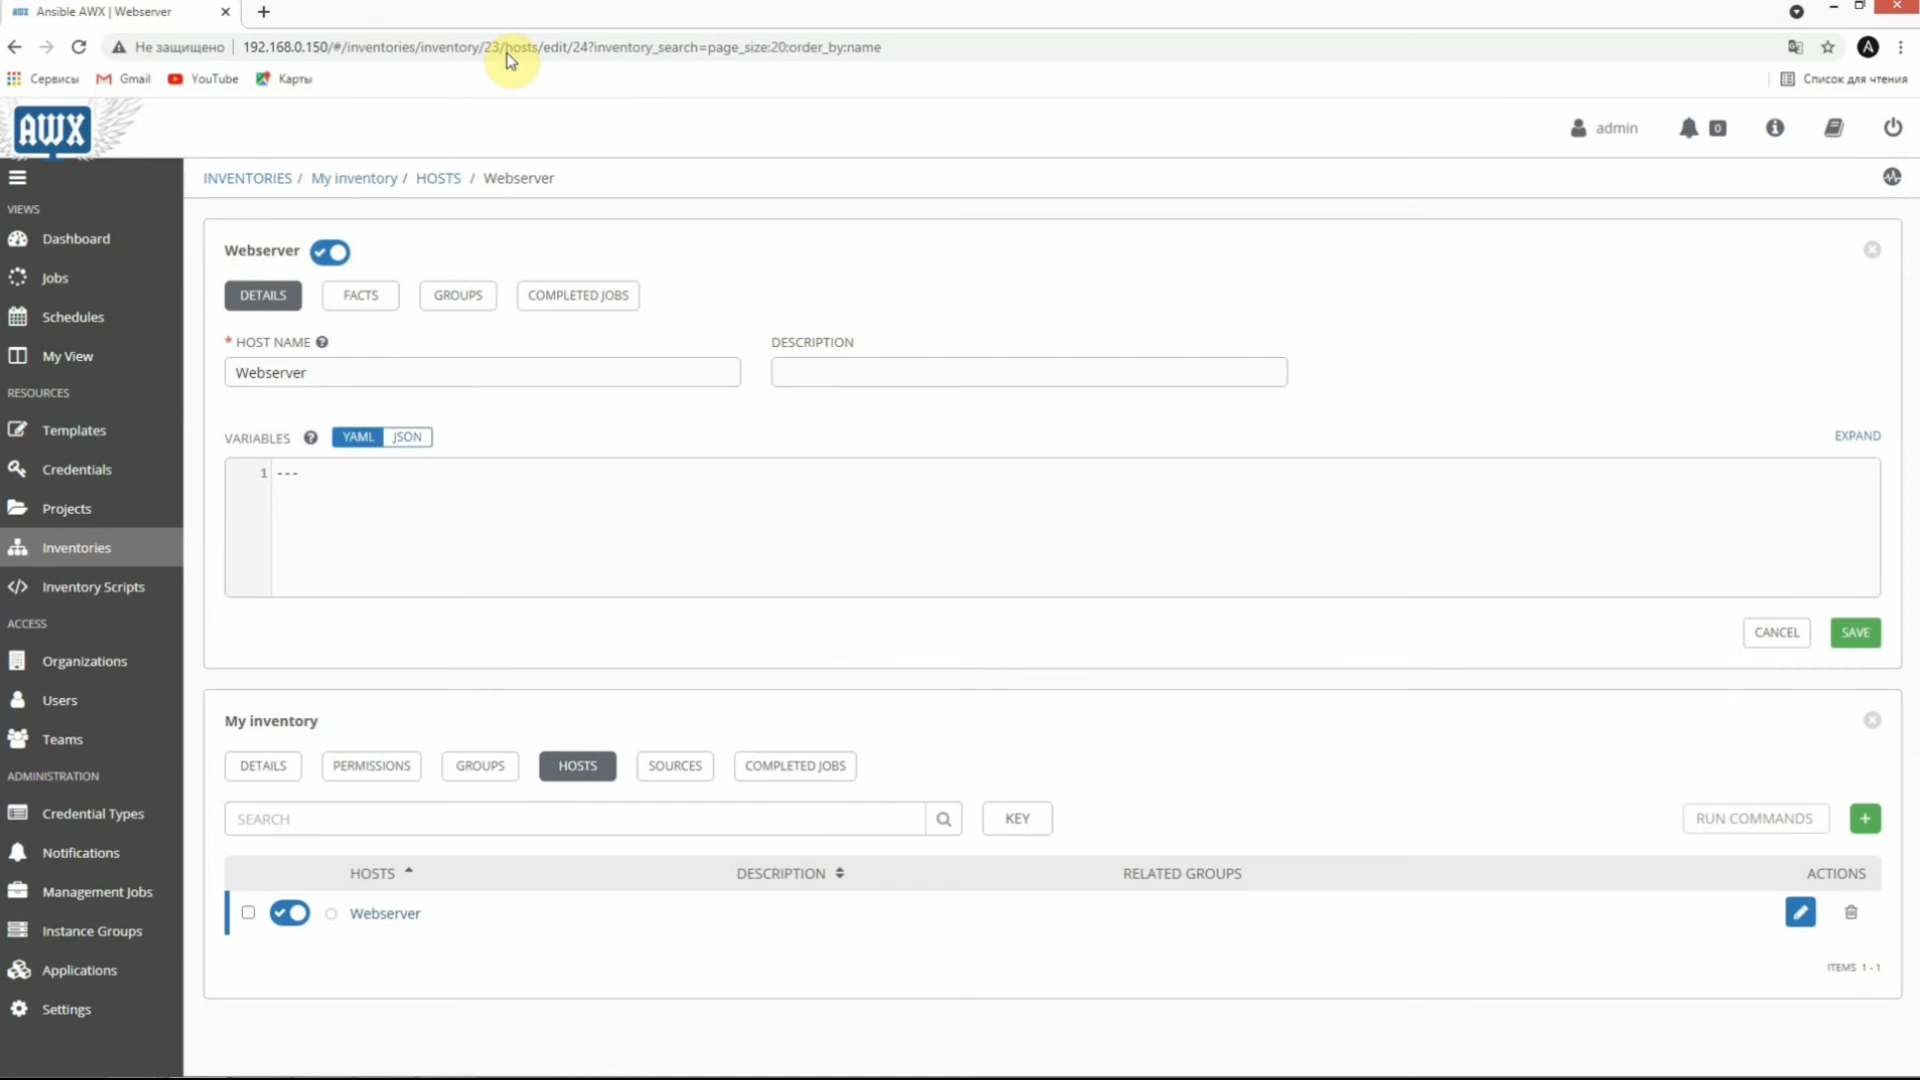 Ansible AWX | Webserver
Не защищено
192.168.0.150/#/inventories/inventory/23/hosts/edit/24?inventory_search=page_size:20;order_by:name
A
Сервисы
Gmail
YouTube
Карты
Список для чтения
AWX
admin
0
INVENTORIES / My inventory / HOSTS / Webserver
VIEWS
Dashboard
Jobs
Schedules
My View
RESOURCES
Templates
Credentials
Projects
Inventories
Inventory Scripts
ACCESS
Organizations
Users
Teams
ADMINISTRATION
Credential Types
Notifications
Management Jobs
Instance Groups
Applications
Settings
Webserver
DETAILS
FACTS
GROUPS
COMPLETED JOBS
* HOST NAME
DESCRIPTION
Webserver
VARIABLES
YAML
JSON
EXPAND
1
---
CANCEL
SAVE
My inventory
DETAILS
PERMISSIONS
GROUPS
HOSTS
SOURCES
COMPLETED JOBS
SEARCH
KEY
RUN COMMANDS
HOSTS
DESCRIPTION
RELATED GROUPS
ACTIONS
Webserver
ITEMS 1 - 1